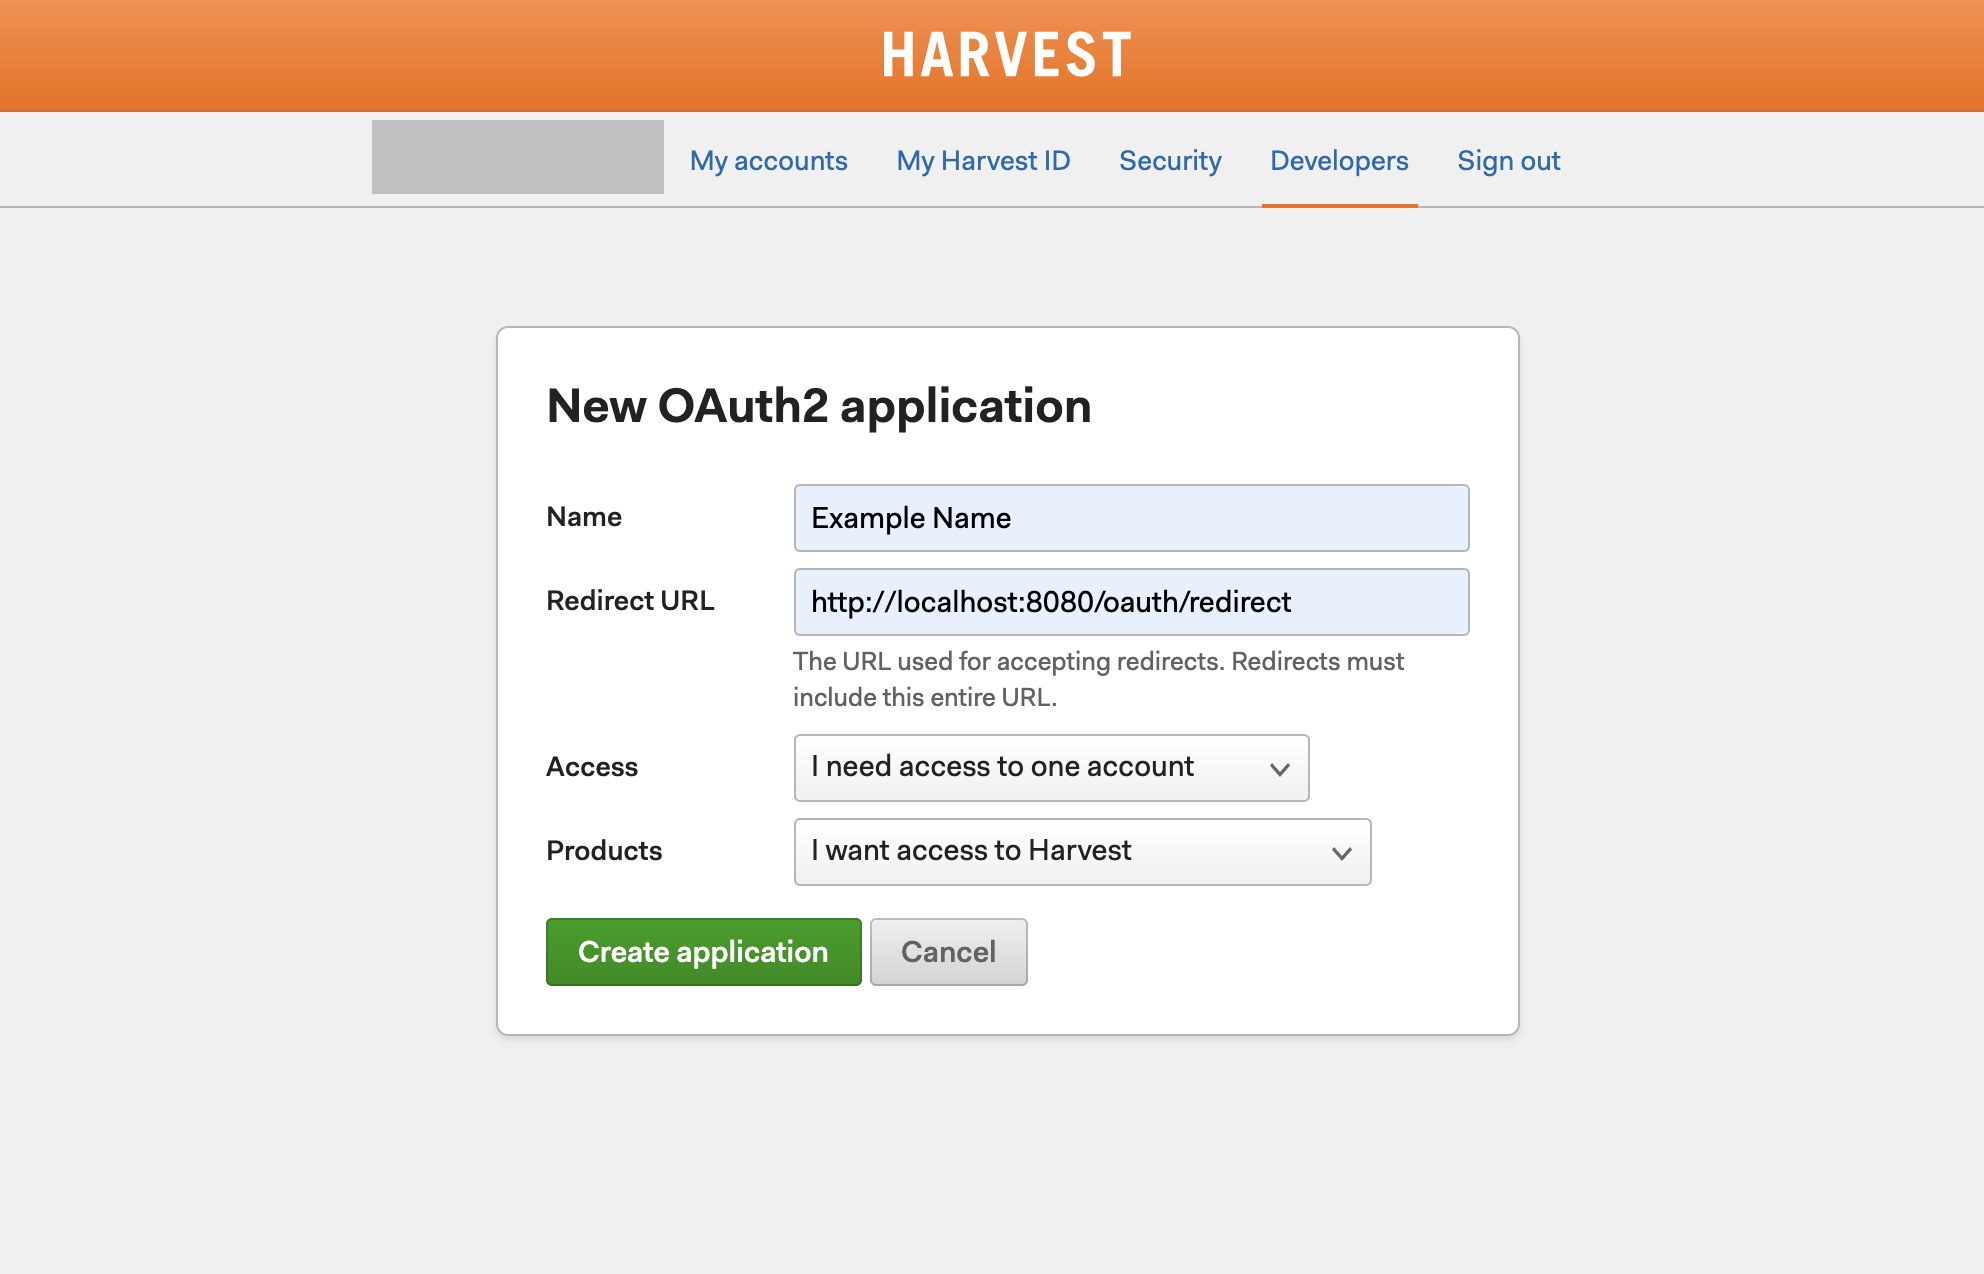 HARVEST
My accounts My Harvest ID Security Developers Sign out
New OAuth2 application
Name Example Name
Redirect URL http://localhost:8080/oauth/redirect
The URL used for accepting redirects. Redirects must
include this entire URL.
Access I need access to one account
Products I want access to Harvest
Create application Cancel